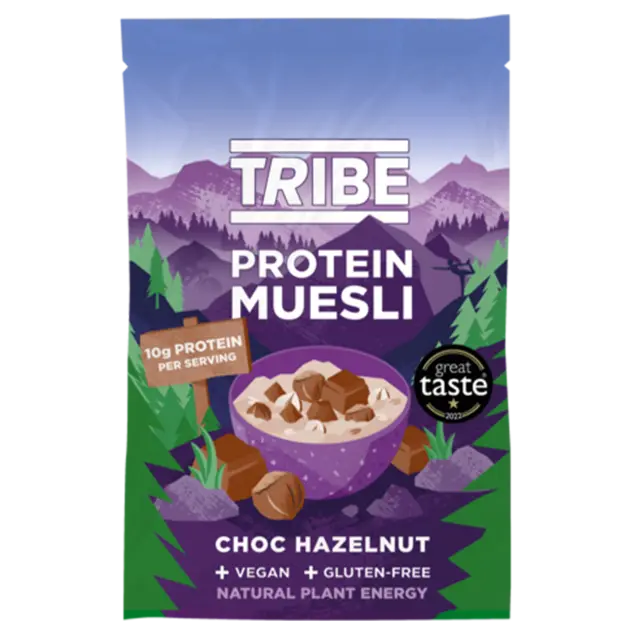 TRIBE
PROTEIN
MUESLI
10g PROTEIN
PER SERVING
great
taste®
2022
CHOC HAZELNUT
+ VEGAN + GLUTEN-FREE
NATURAL PLANT ENERGY